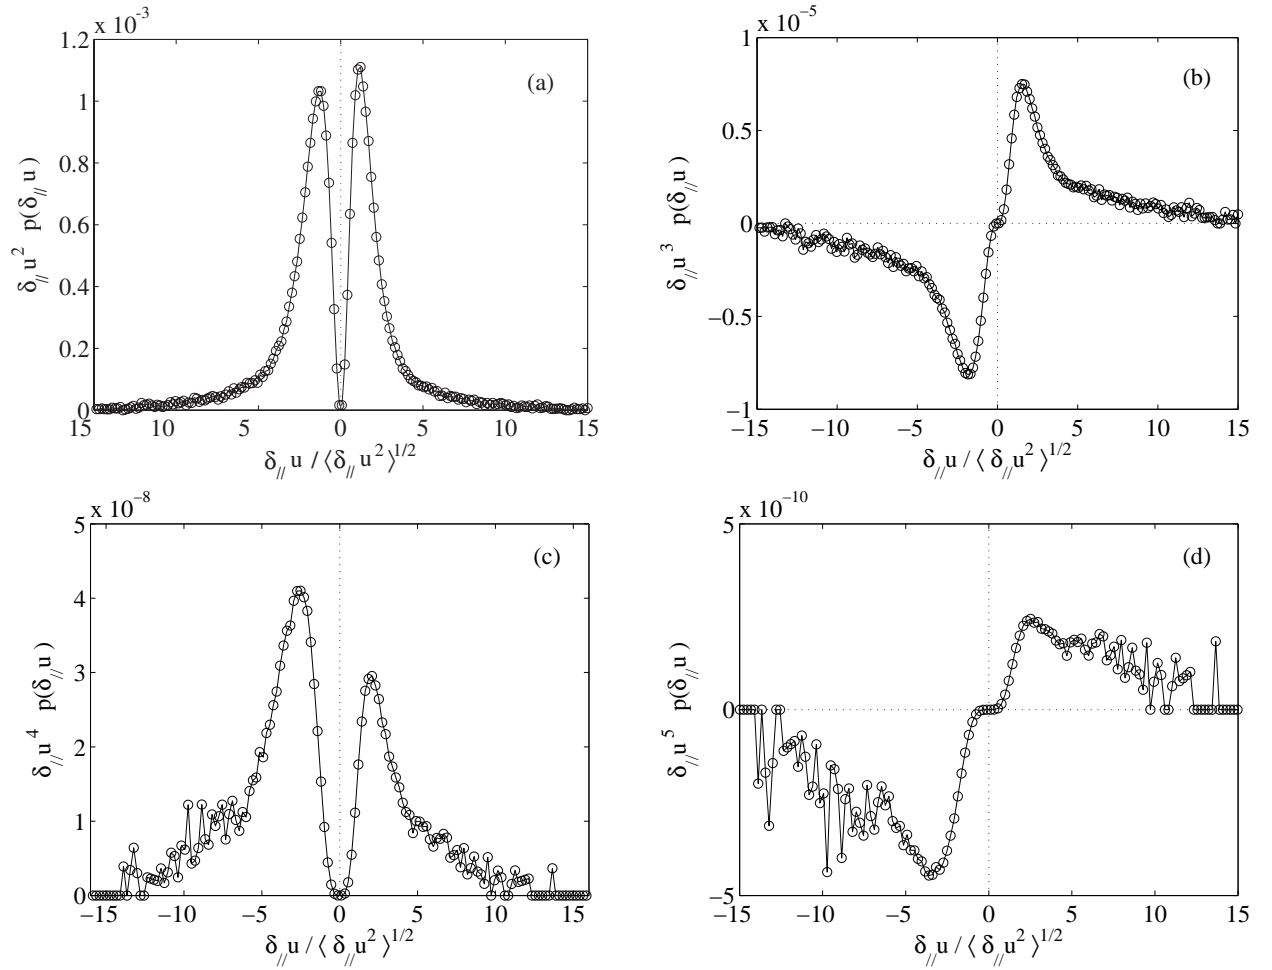 x 10⁻³
1.2
1
0.8
0.6
0.4
0.2
0
δ// u² p(δ// u)
(a)
14 10 5 0 5 10 15
δ// u / ⟨δ// u²⟩^1/2
x 10⁻⁵
1
0.5
0
−0.5
−1
δ// u³ p(δ// u)
(b)
−15 −10 −5 0 5 10 15
δ// u / ⟨ δ// u²⟩^1/2
x 10⁻⁸
5
4
3
2
1
0
δ// u⁴ p(δ// u)
(c)
−15 −10 −5 0 5 10 15
δ// u / ⟨ δ// u²⟩^1/2
x 10⁻¹⁰
5
0
−5
δ// u⁵ p(δ// u)
(d)
−15 −10 −5 0 5 10 15
δ// u / ⟨ δ// u²⟩^1/2